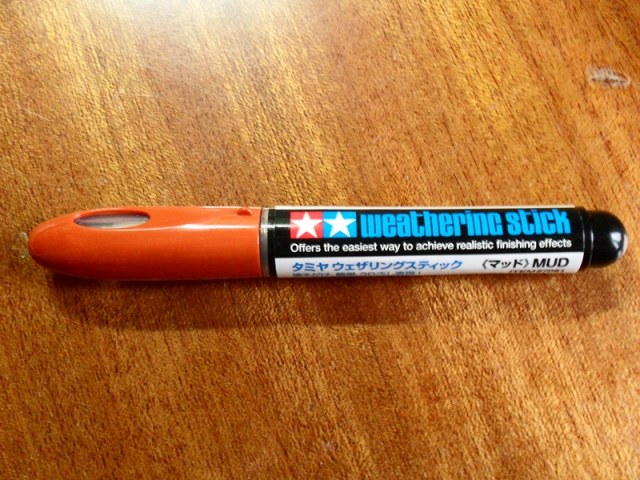 weathering stick
Offers the easiest way to achieve realistic finishing effects
タミヤ ウェザリングスティック 〈マッド〉 MUD